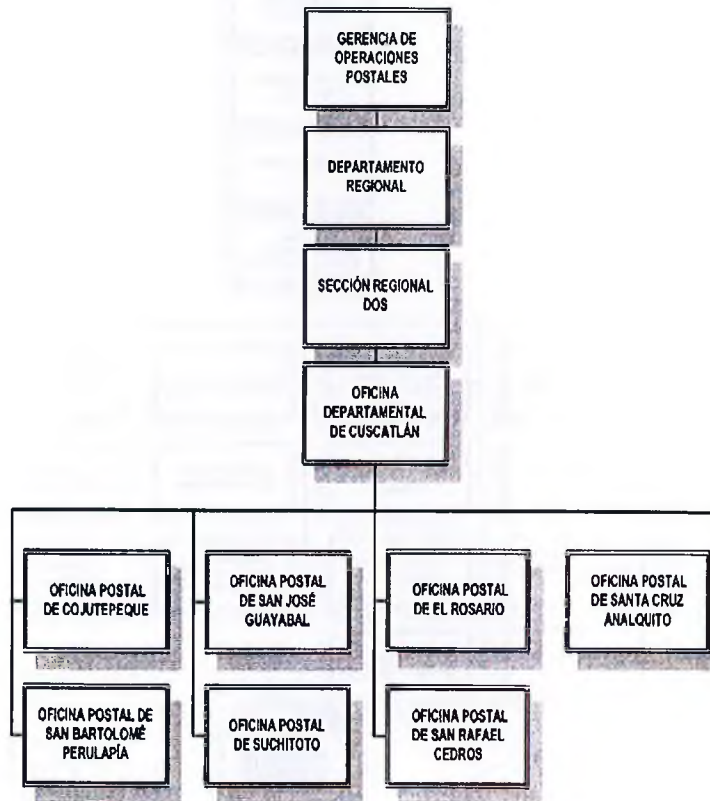 GERENCIA DE
OPERACIONES
POSTALES
DEPARTAMENTO
REGIONAL
SECCIÓN REGIONAL
DOS
OFICINA
DEPARTAMENTAL
DE CUSCATLÁN
OFICINA POSTAL
DE COJUTEPEQUE
OFICINA POSTAL
DE SAN JOSÉ
GUAYABAL
OFICINA POSTAL
DE EL ROSARIO
OFICINA POSTAL
DE SANTA CRUZ
ANALQUITO
OFICINA POSTAL DE
SAN BARTOLOMÉ
PERULAPÍA
OFICINA POSTAL
DE SUCHITOTO
OFICINA POSTAL
DE SAN RAFAEL
CEDROS